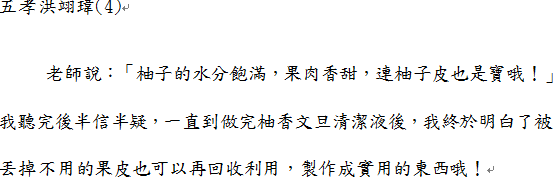 五孝洪翊瑋(4)↵
老師說：「柚子的水分飽滿，果肉香甜，連柚子皮也是寶哦！」
我聽完後半信半疑，一直到做完柚香文旦清潔液後，我終於明白了被
丟掉不用的果皮也可以再回收利用，製作成實用的東西哦！↵